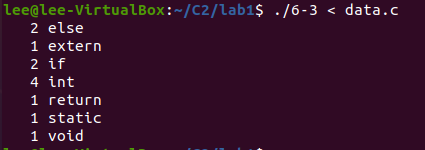 lee@lee-VirtualBox:~/C2/lab1$ ./6-3 < data.c
2 else
1 extern
2 if
4 int
1 return
1 static
1 void